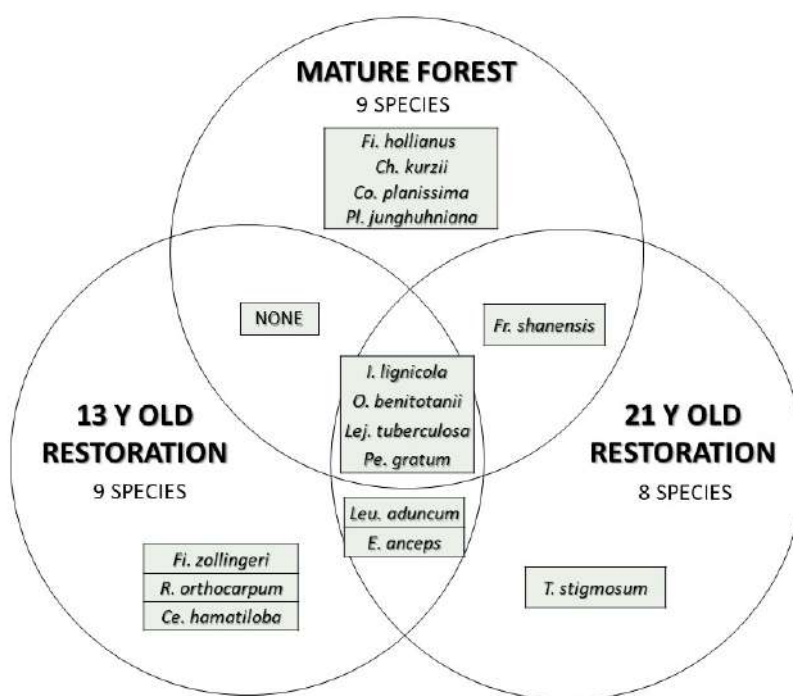 MATURE FOREST
9 SPECIES
Fi. hollianus
Ch. kurzii
Co. planissima
Pl. junghuhniana
NONE
Fr. shanensis
I. lignicola
O. benitotanii
Lej. tuberculosa
Pe. gratum
13 Y OLD
RESTORATION
9 SPECIES
21 Y OLD
RESTORATION
8 SPECIES
Leu. aduncum
E. anceps
Fi. zollingeri
R. orthocarpum
Ce. hamatiloba
T. stigmosum